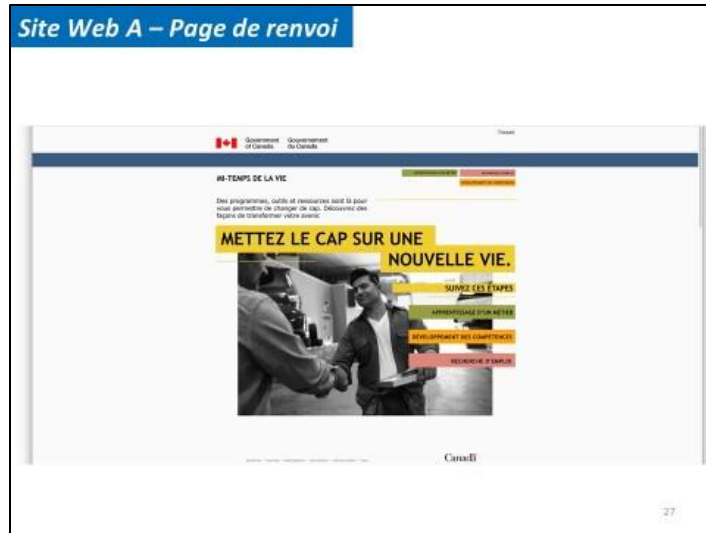 Site Web A – Page de renvoi
Government of Canada
Gouvernement du Canada
MI-TEMPS DE LA VIE
Des programmes, outils et ressources sont là pour
vous permettre de changer de cap. Découvrez des
façons de transformer votre avenir
METTEZ LE CAP SUR UNE
NOUVELLE VIE.
SUIVEZ CES ÉTAPES
APPRENTISSAGE D'UN MÉTIER
DÉVELOPPEMENT DES COMPÉTENCES
RECHERCHE D'EMPLOI
Canada
27